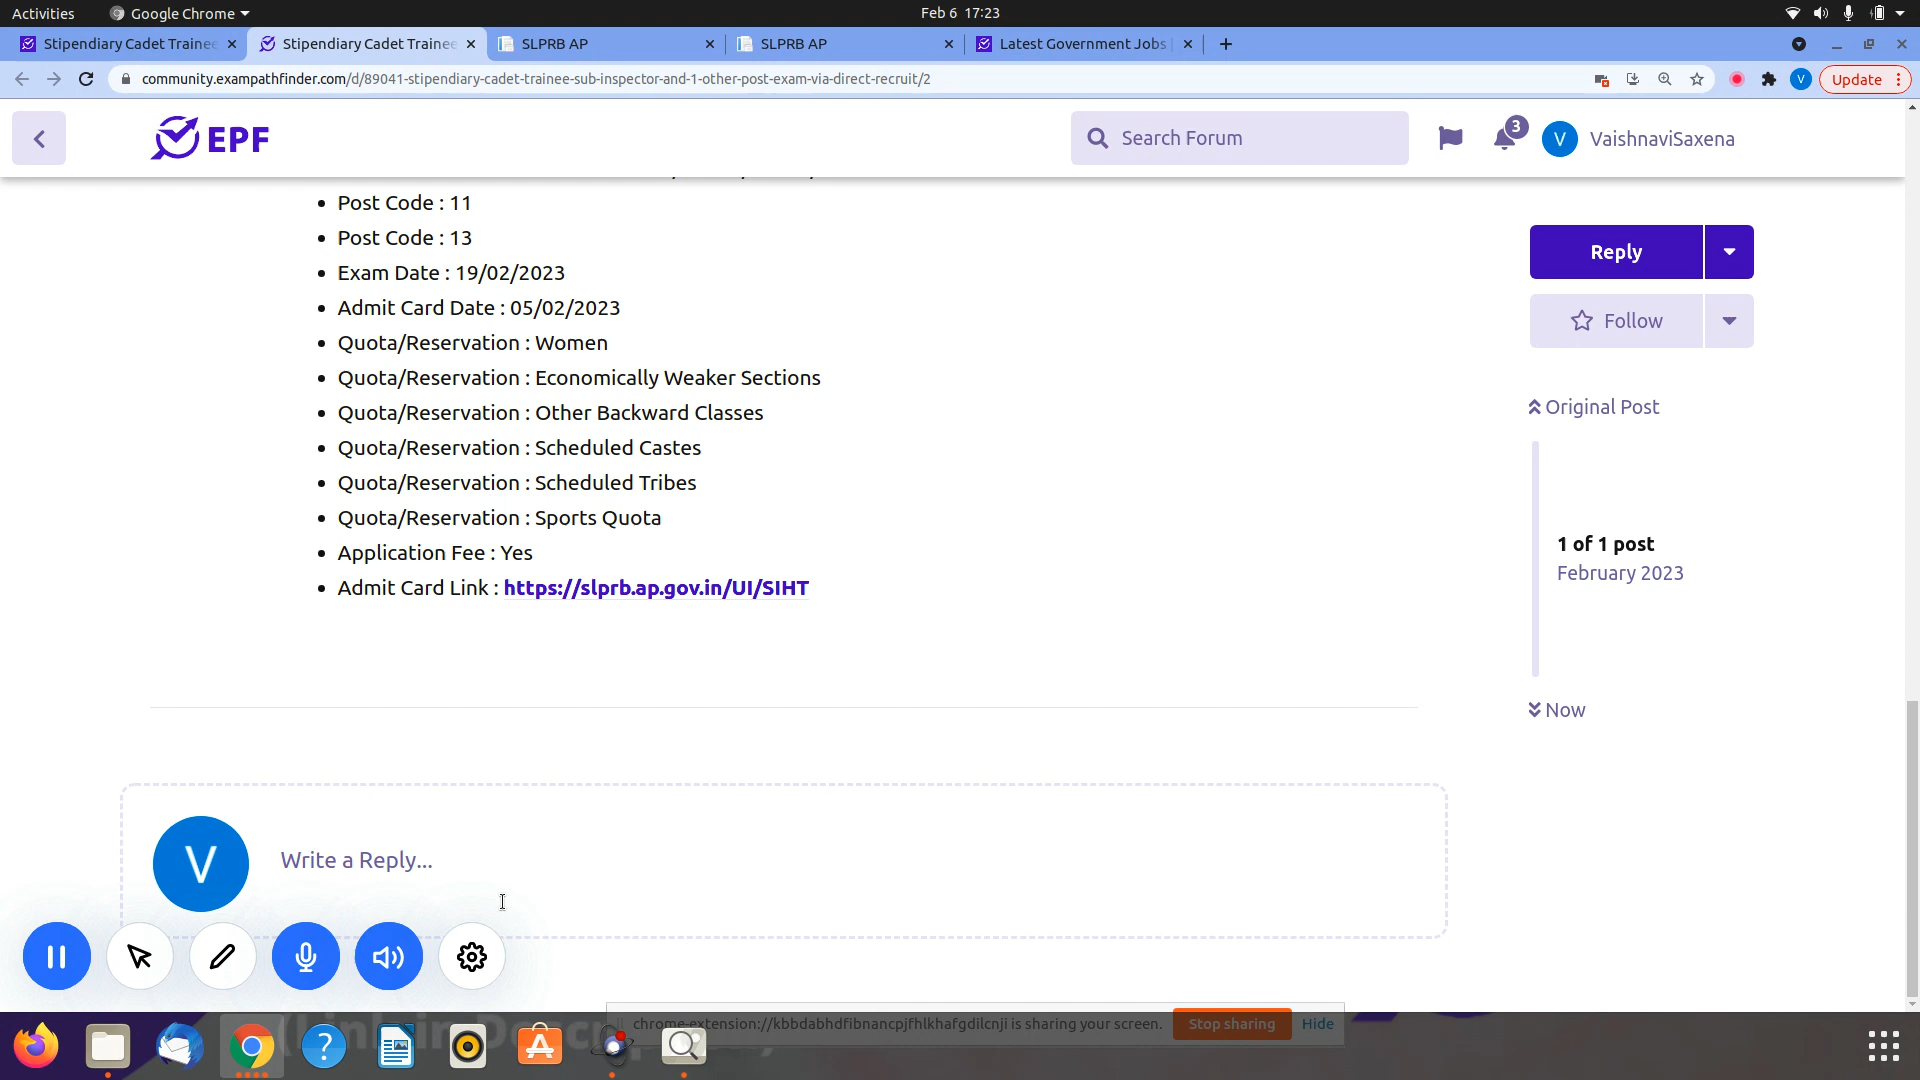 Activities
Google Chrome
Feb 6 17:23
Stipendiary Cadet Trainee
Stipendiary Cadet Trainee
SLPRB AP
SLPRB AP
Latest Government Jobs
community.exampathfinder.com/d/89041-stipendiary-cadet-trainee-sub-inspector-and-1-other-post-exam-via-direct-recruit/2
V
Update
EPF
Search Forum
3
V
VaishnaviSaxena
Post Code : 11
Post Code : 13
Exam Date : 19/02/2023
Admit Card Date : 05/02/2023
Quota/Reservation : Women
Quota/Reservation : Economically Weaker Sections
Quota/Reservation : Other Backward Classes
Quota/Reservation : Scheduled Castes
Quota/Reservation : Scheduled Tribes
Quota/Reservation : Sports Quota
Application Fee : Yes
Admit Card Link : https://slprb.ap.gov.in/UI/SIHT
Reply
Follow
Original Post
1 of 1 post
February 2023
Now
V
Write a Reply...
chrome-extension://kbbdabhdfibnancpjfhlkhafgdilcnji is sharing your screen.
Stop sharing
Hide